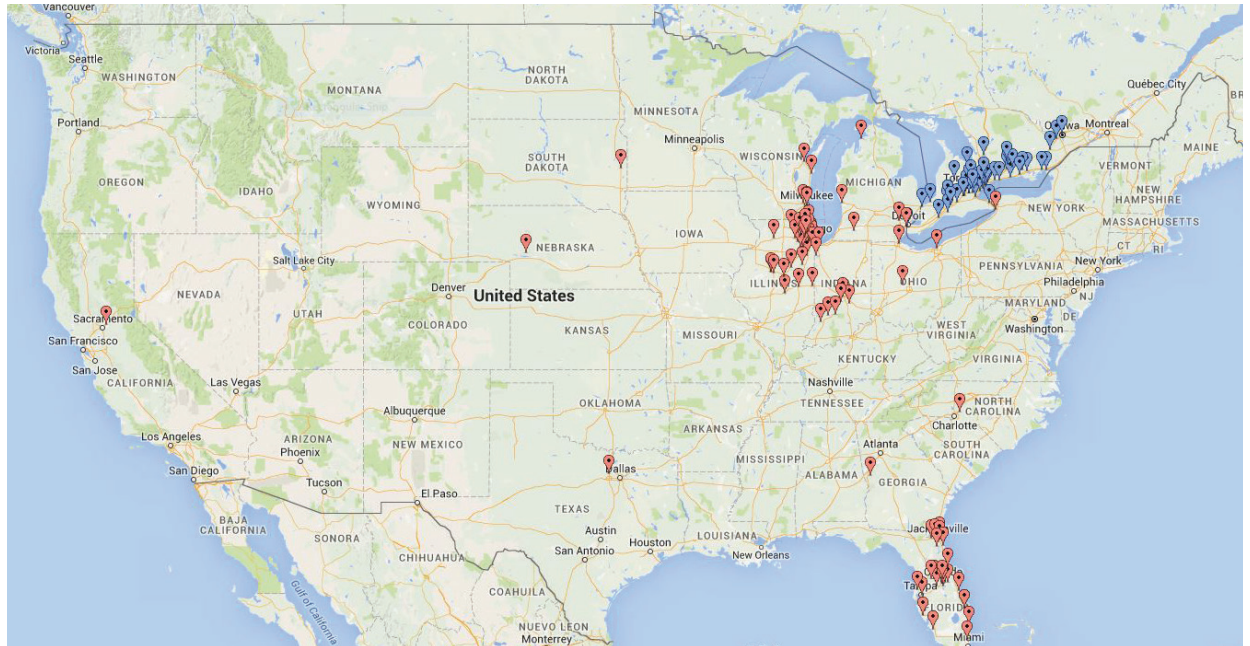 Vancouver
Victoria
Seattle
WASHINGTON
Québec City
NORTH
DAKOTA
MONTANA
MINNESOTA
Ottawa
Montreal
Portland
Minneapolis
MAINE
WISCONSIN
SOUTH
DAKOTA
VERMONT
OREGON
IDAHO
MICHIGAN
NEW
HAMPSHIRE
Milwaukee
WYOMING
Detroit
NEW YORK
MASSACHUSETTS
IOWA
CT
RI
NEBRASKA
Salt Lake City
PENNSYLVANIA
New York
ILLINOIS
INDIANA
OHIO
Philadelphia
NEVADA
Denver
United States
NJ
MARYLAND
UTAH
Sacramento
COLORADO
KANSAS
MISSOURI
WEST
VIRGINIA
DE
Washington
San Francisco
San Jose
KENTUCKY
VIRGINIA
CALIFORNIA
Las Vegas
Nashville
TENNESSEE
OKLAHOMA
NORTH
CAROLINA
Albuquerque
Charlotte
ARKANSAS
Los Angeles
ARIZONA
NEW MEXICO
Atlanta
SOUTH
CAROLINA
Phoenix
MISSISSIPPI
San Diego
Dallas
ALABAMA
GEORGIA
Tucson
El Paso
TEXAS
BAJA
CALIFORNIA
Jacksonville
SONORA
Austin
LOUISIANA
Houston
San Antonio
New Orleans
CHIHUAHUA
Gulf of California
COAHUILA
Tampa
FLORIDA
NUEVO LEON
Monterrey
Miami